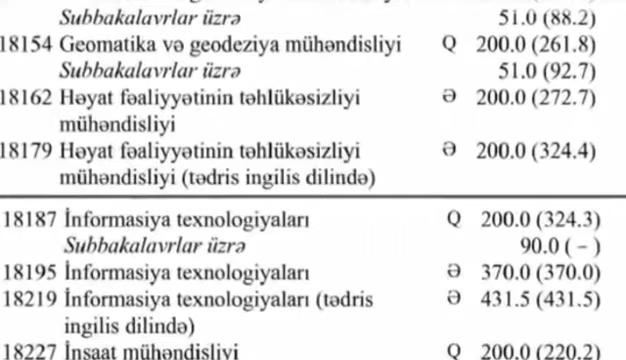 Subbakalavrlar üzrə 51.0 (88.2)
18154 Geomatika və geodeziya mühəndisliyi Q 200.0 (261.8)
Subbakalavrlar üzrə 51.0 (92.7)
18162 Həyat fəaliyyətinin təhlükəsizliyi Ə 200.0 (272.7)
mühəndisliyi
18179 Həyat fəaliyyətinin təhlükəsizliyi Ə 200.0 (324.4)
mühəndisliyi (tədris ingilis dilində)
18187 İnformasiya texnologiyaları Q 200.0 (324.3)
Subbakalavrlar üzrə 90.0 ( - )
18195 İnformasiya texnologiyaları Ə 370.0 (370.0)
18219 İnformasiya texnologiyaları (tədris Ə 431.5 (431.5)
ingilis dilində)
18227 İnşaat mühəndisliyi Q 200.0 (220.2)